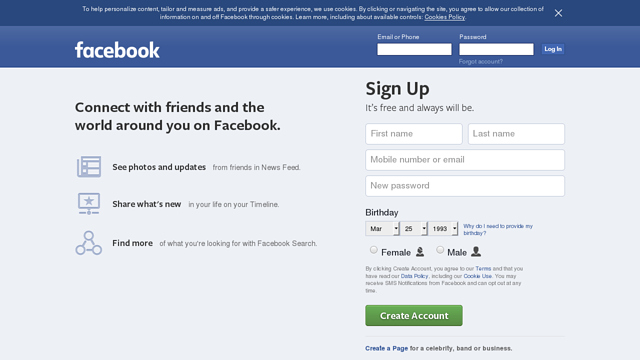 To help personalize content, tailor and measure ads, and provide a safer experience, we use cookies. By clicking or navigating the site, you agree to allow our collection of
information on and off Facebook through cookies. Learn more, including about available controls: Cookies Policy.
facebook
Email or Phone
Password
Log In
Forgot account?
Connect with friends and the
world around you on Facebook.
See photos and updates from friends in News Feed.
Share what's new in your life on your Timeline.
Find more of what you're looking for with Facebook Search.
Sign Up
It's free and always will be.
First name
Last name
Mobile number or email
New password
Birthday
Mar 25 1993
Why do I need to provide my
birthday?
Female Male
By clicking Create Account, you agree to our Terms and that you
have read our Data Policy, including our Cookie Use. You may
receive SMS Notifications from Facebook and can opt out at any
time.
Create Account
Create a Page for a celebrity, band or business.